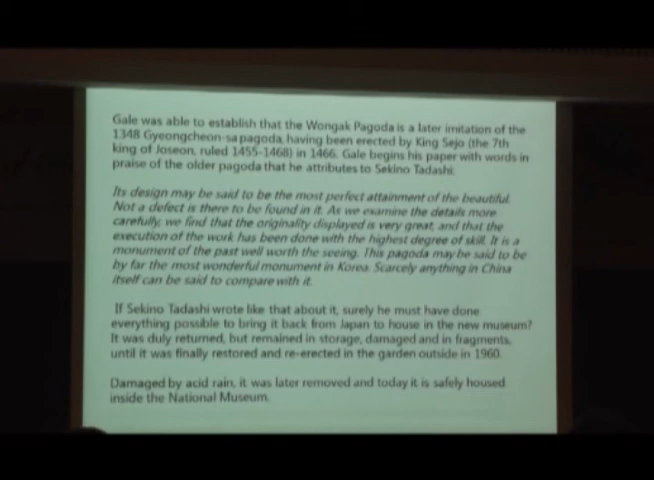 Gale was able to establish that the Wongak Pagoda is a later imitation of the
1348 Gyeongcheon-sa pagoda, having been erected by King Sejo (the 7th
king of Joseon, ruled 1455-1468) in 1466. Gale begins his paper with words in
praise of the older pagoda that he attributes to Sekino Tadashi:
Its design may be said to be the most perfect attainment of the beautiful.
Not a defect is there to be found in it. As we examine the details more
carefully, we find that the originality displayed is very great, and that the
execution of the work has been done with the highest degree of skill. It is a
monument of the past well worth the seeing. This pagoda may be said to be
by far the most wonderful monument in Korea. Scarcely anything in China
itself can be said to compare with it.
If Sekino Tadashi wrote like that about it, surely he must have done
everything possible to bring it back from Japan to house in the new museum?
It was duly returned, but remained in storage, damaged and in fragments,
until it was finally restored and re-erected in the garden outside in 1960.
Damaged by acid rain, it was later removed and today it is safely housed
inside the National Museum.